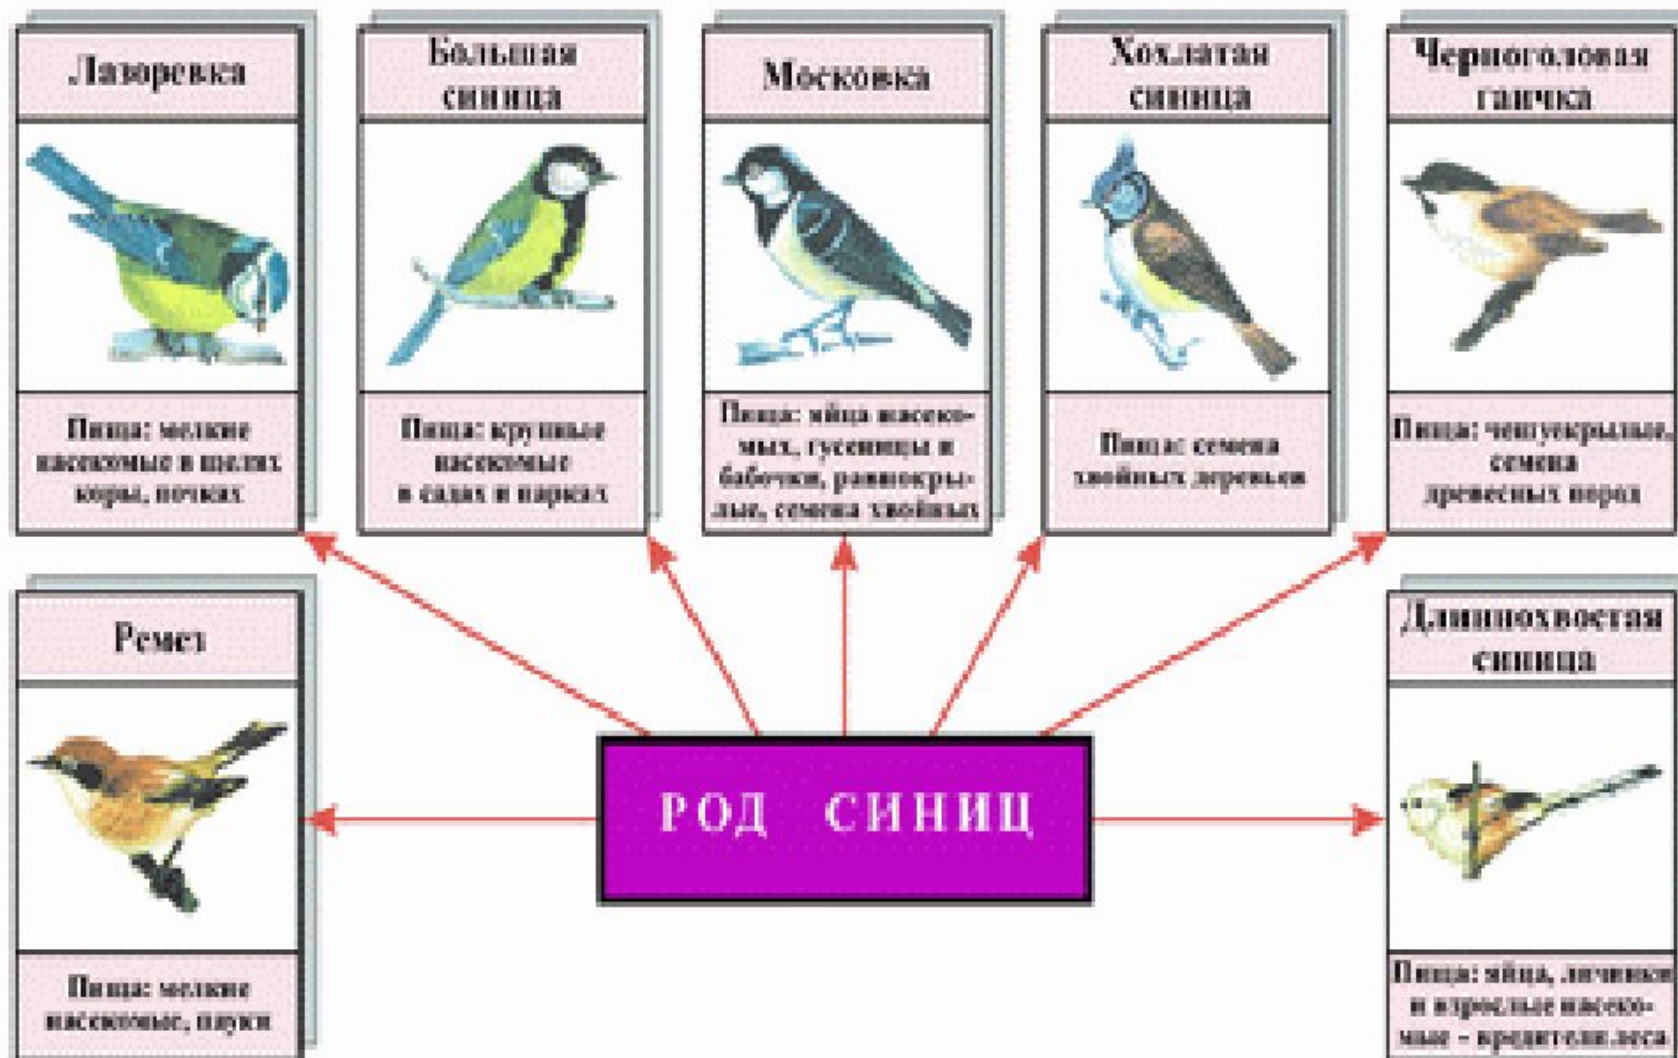 Лазоревка
Пища: мелкие
насекомые в щелях
коры, почках
Большая
синица
Пища: крупные
насекомые
в садах и парках
Московка
Пища: яйца насеко-
мых, гусеницы и
бабочки, равнокры-
лые, семена хвойных
Хохлатая
синица
Пища: семена
хвойных деревьев
Черноголовая
гаичка
Пища: чешуекрылые,
семена
древесных пород
Ремез
Пища: мелкие
насекомые, пауки
РОД СИНИЦ
Длиннохвостая
синица
Пища: яйца, личинки
и взрослые насеко-
мые – вредители леса